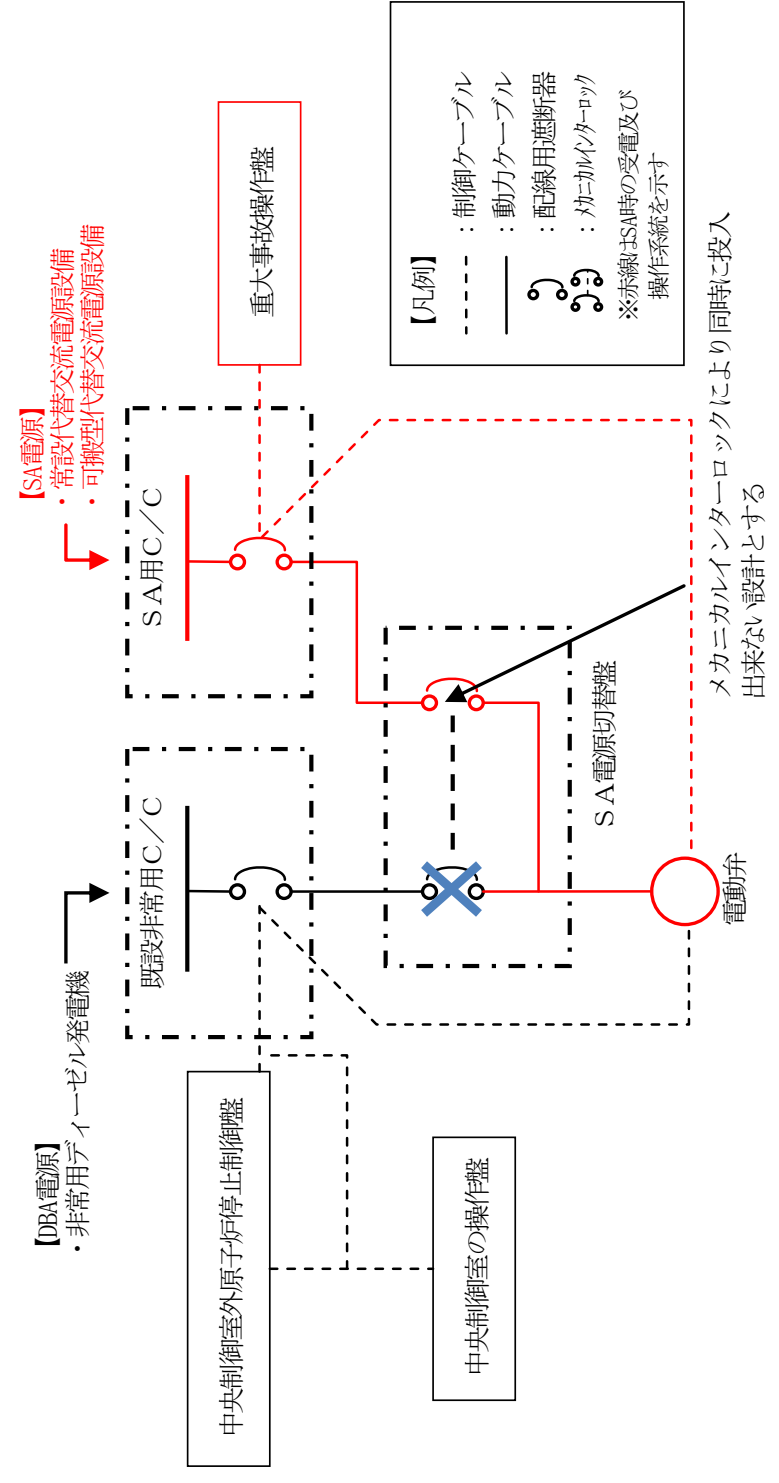 【DBA電源】
・非常用ディーゼル発電機
【SA電源】
・常設代替交流電源設備
・可搬型代替交流電源設備
既設非常用C／C
SA用C／C
中央制御室外原子炉停止制御盤
重大事故操作盤
中央制御室の操作盤
SA電源切替盤
電動弁
メカニカルインターロックにより同時に投入
出来ない設計とする
【凡例】
：制御ケーブル
：動力ケーブル
：配線用遮断器
：メカニカルインターロック
※赤線はSA時の受電及び
操作系統を示す